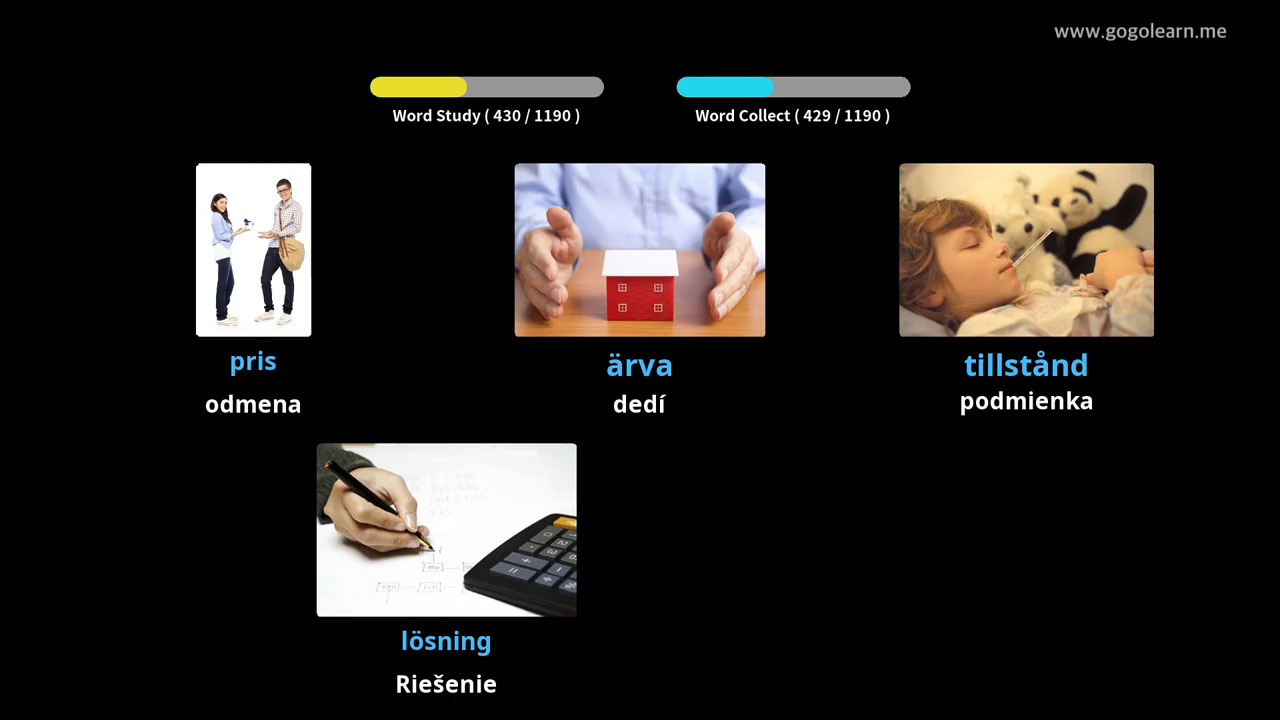 www.gogolearn.me
Word Study ( 430 / 1190 )
Word Collect ( 429 / 1190 )
pris
odmena
ärva
dedí
tillstånd
podmienka
lösning
Riešenie